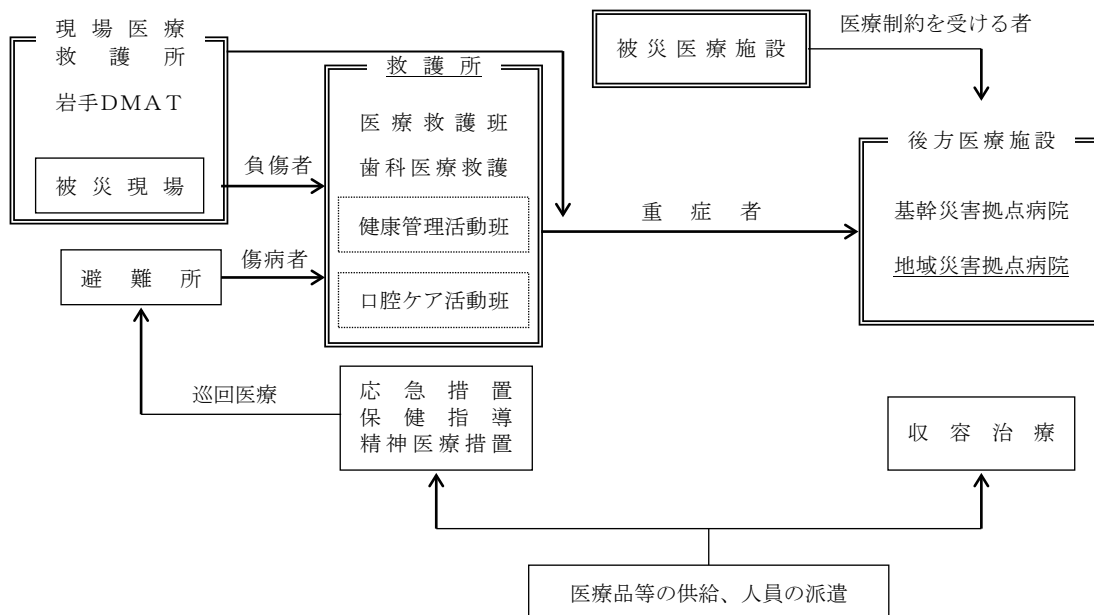 現場医療
救護所
岩手DMAT
被災現場
負傷者
避難所
傷病者
救護所
医療救護班
歯科医療救護
健康管理活動班
口腔ケア活動班
被災医療施設
医療制約を受ける者
重症者
後方医療施設
基幹災害拠点病院
地域災害拠点病院
巡回医療
応急措置
保健指導
精神医療措置
収容治療
医療品等の供給、人員の派遣